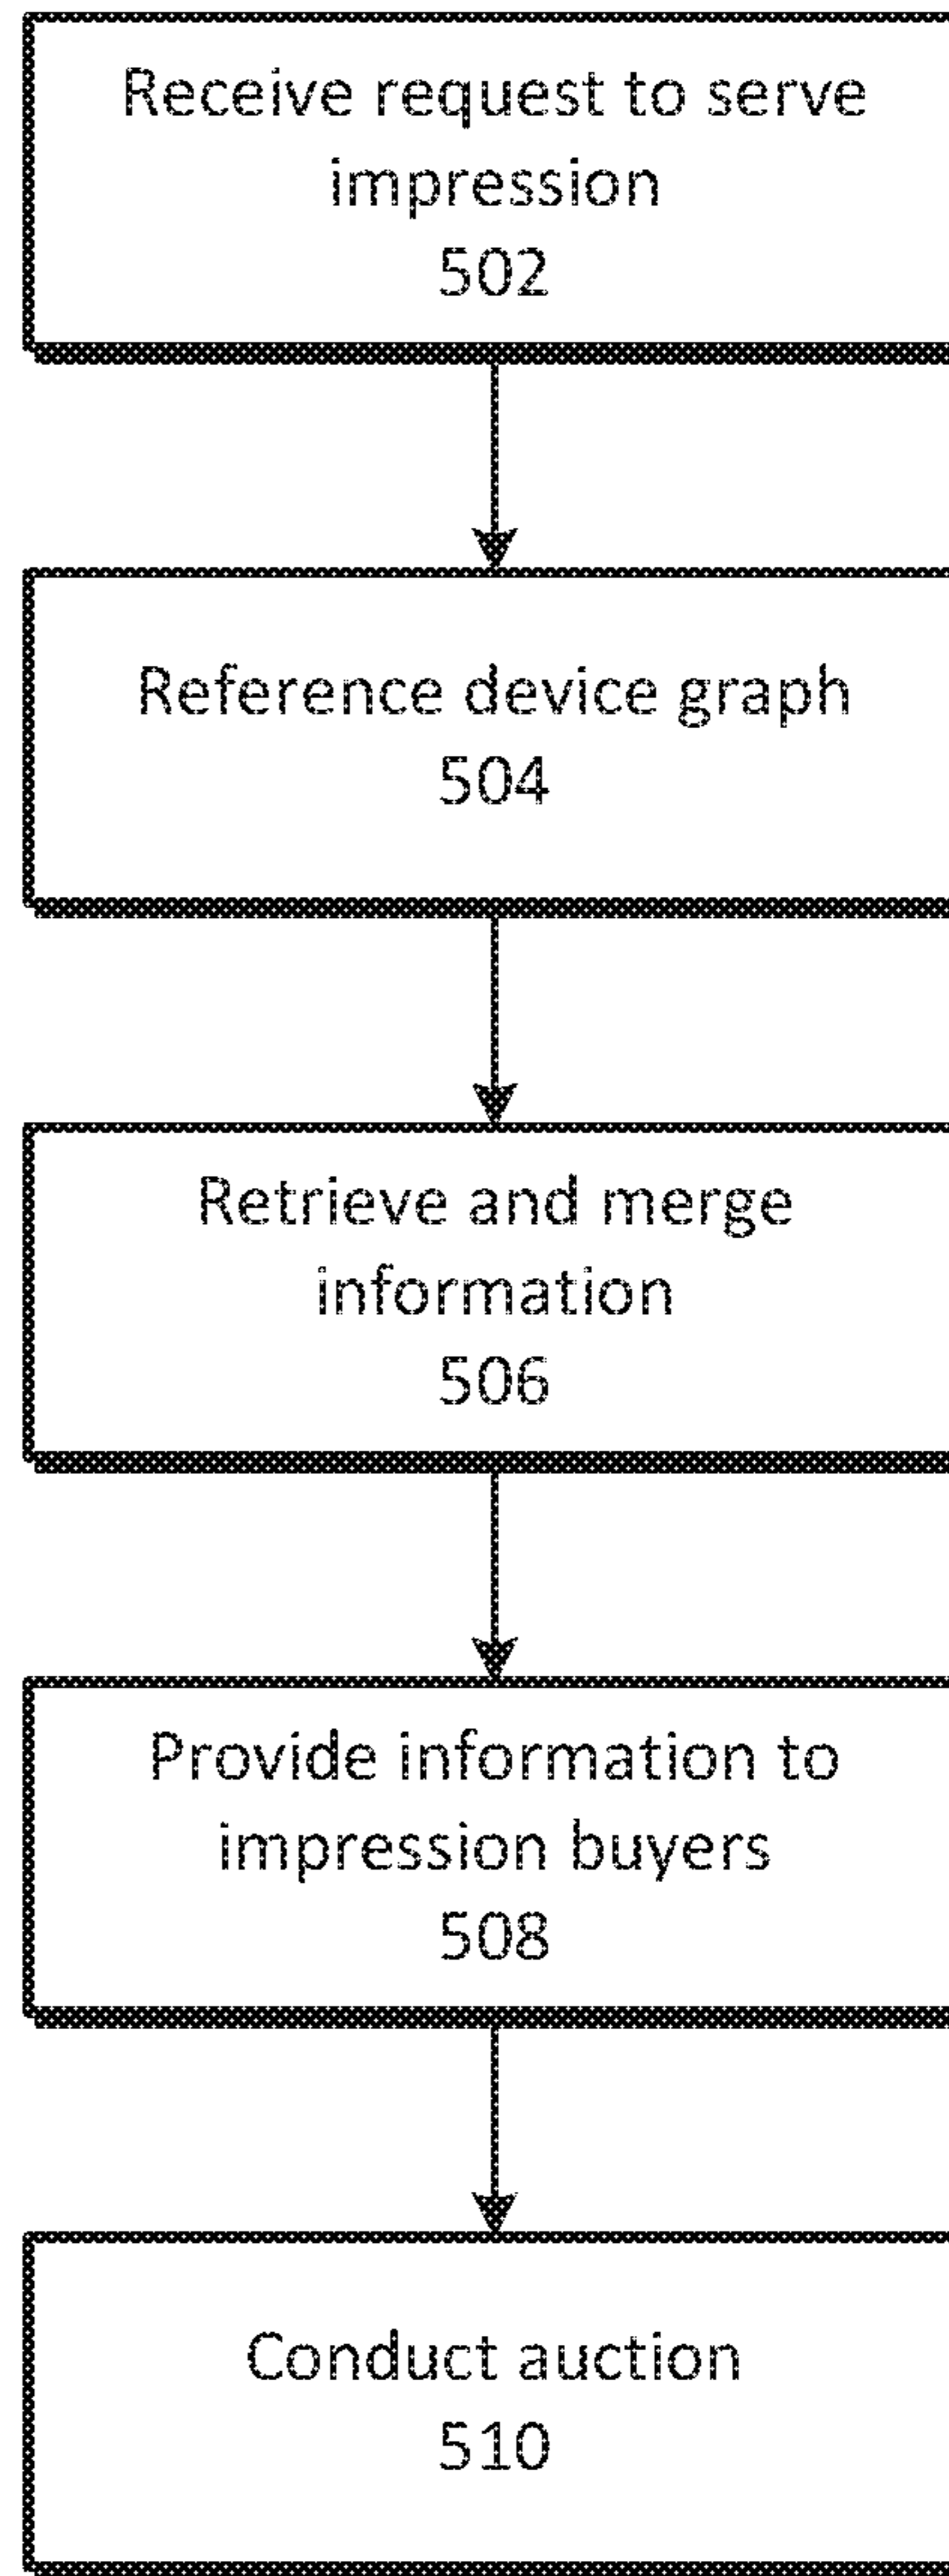 Receive request to serve
impression
502
Reference device graph
504
Retrieve and merge
information
506
Provide information to
impression buyers
508
Conduct auction
510